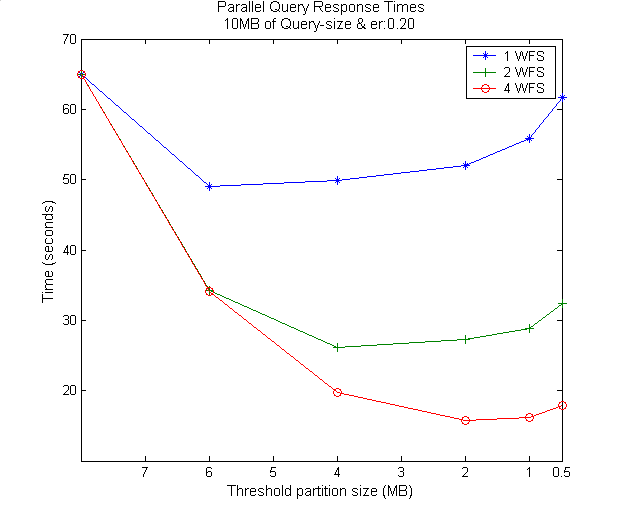 Parallel Query Response Times
10MB of Query-size & er:0.20
70
60
50
40
30
20
Time (seconds)
1 WFS
2 WFS
4 WFS
7 6 5 4 3 2 1 0.5
Threshold partition size (MB)